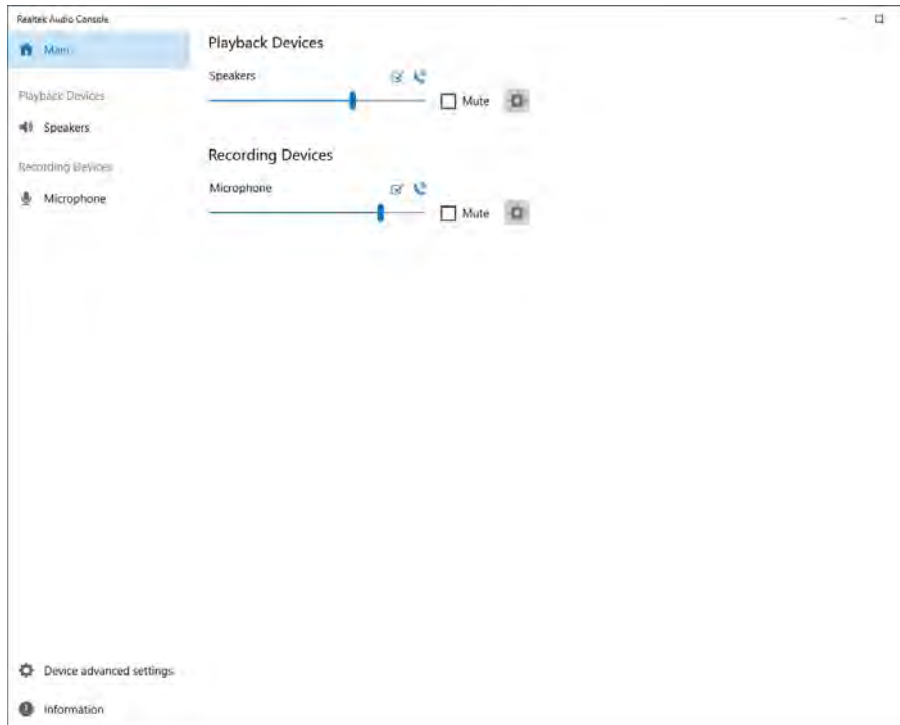 Realtek Audio Console
Main
Playback Devices
Speakers
Recording Devices
Microphone
Device advanced settings
Information
Playback Devices
Speakers
Mute
Recording Devices
Microphone
Mute